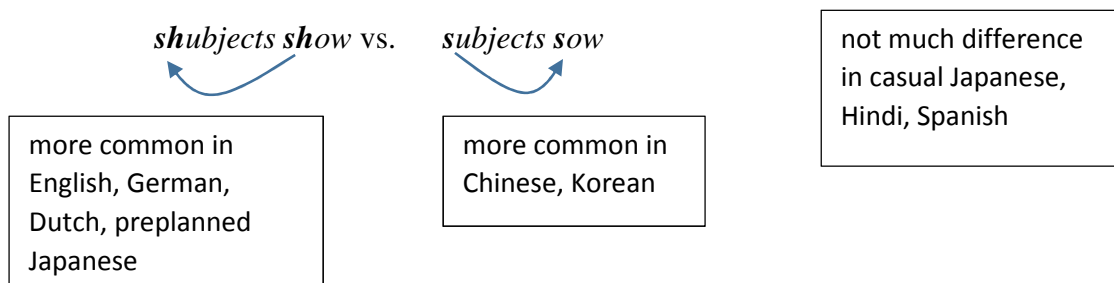 shubjects show vs. subjects sow
more common in
English, German,
Dutch, preplanned
Japanese
more common in
Chinese, Korean
not much difference
in casual Japanese,
Hindi, Spanish